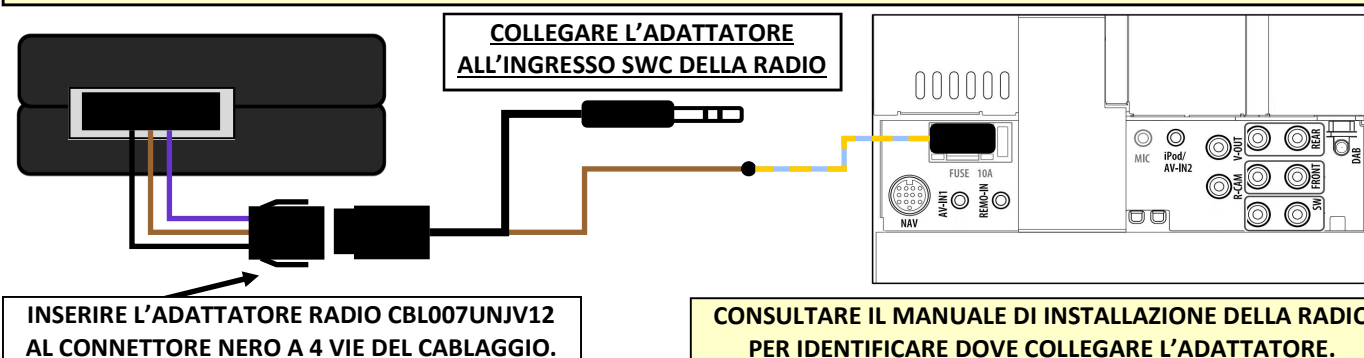 COLLEGARE L’ADATTATORE
ALL’INGRESSO SWC DELLA RADIO
FUSE 10A
NAV
AV-IN1
REMO-IN
MIC
iPod/
AV-IN2
V-OUT
R-CAM
REAR
FRONT
SW
DAB
INSERIRE L’ADATTATORE RADIO CBL007UNJV12
AL CONNETTORE NERO A 4 VIE DEL CABLAGGIO.
CONSULTARE IL MANUALE DI INSTALLAZIONE DELLA RADIO
PER IDENTIFICARE DOVE COLLEGARE L’ADATTATORE.